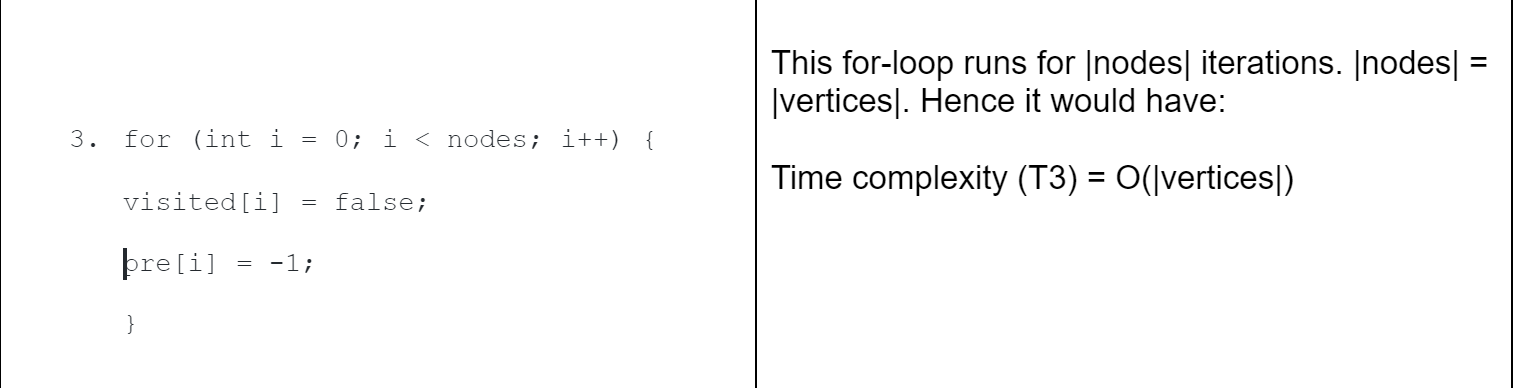 3. for (int i = 0; i < nodes; i++) {
visited[i] = false;
pre[i] = -1;
}
This for-loop runs for |nodes| iterations. |nodes| =
|vertices|. Hence it would have:
Time complexity (T3) = O(|vertices|)